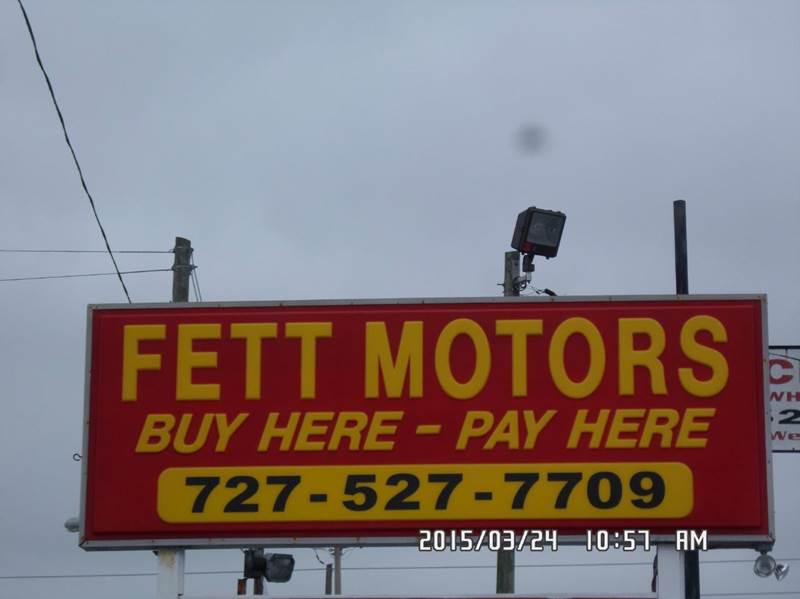 FETT MOTORS
BUY HERE - PAY HERE
727-527-7709
2015/03/24 10:57 AM